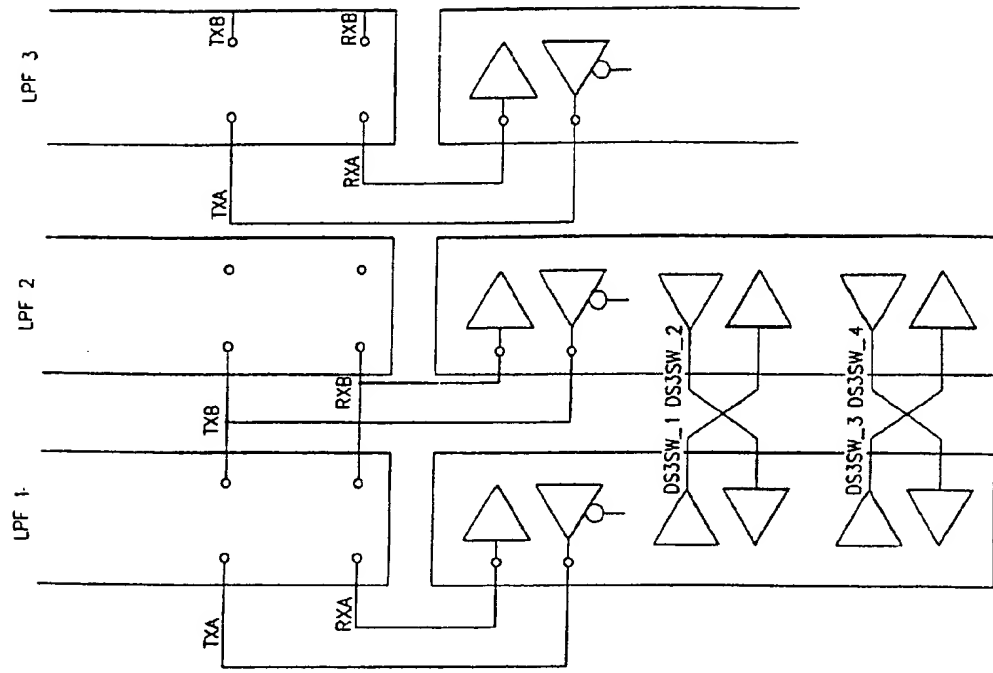 LPF 1
TXA
RXA
TXB
RXB
DS3SW_1
DS3SW_2
DS3SW_3
DS3SW_4
LPF 2
LPF 3
TXA
RXA
TXB
RXB